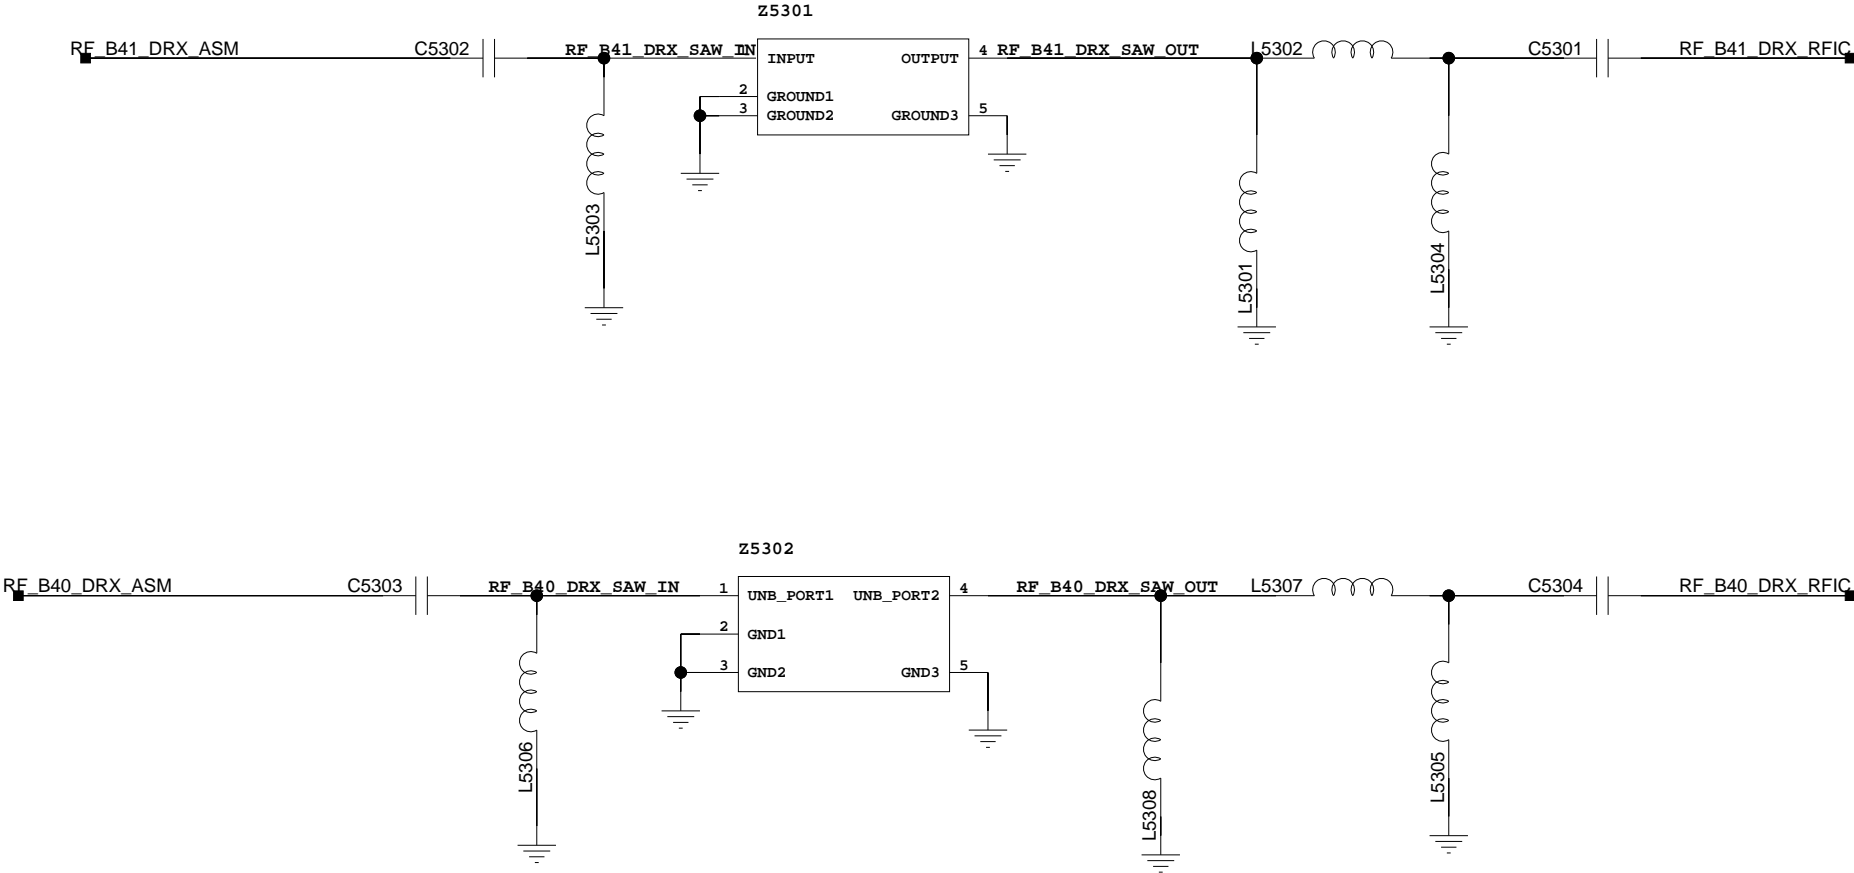 Z5301
RF_B41_DRX_ASM
C5302
RF_B41_DRX_SAW_IN
INPUT
OUTPUT
4
RF_B41_DRX_SAW_OUT
L5302
C5301
RF_B41_DRX_RFIC
2
GROUND1
3
GROUND2
GROUND3
5
L5303
L5301
L5304
Z5302
RF_B40_DRX_ASM
C5303
RF_B40_DRX_SAW_IN
1
UNB_PORT1
UNB_PORT2
4
RF_B40_DRX_SAW_OUT
L5307
C5304
RF_B40_DRX_RFIC
2
GND1
3
GND2
GND3
5
L5306
L5308
L5305